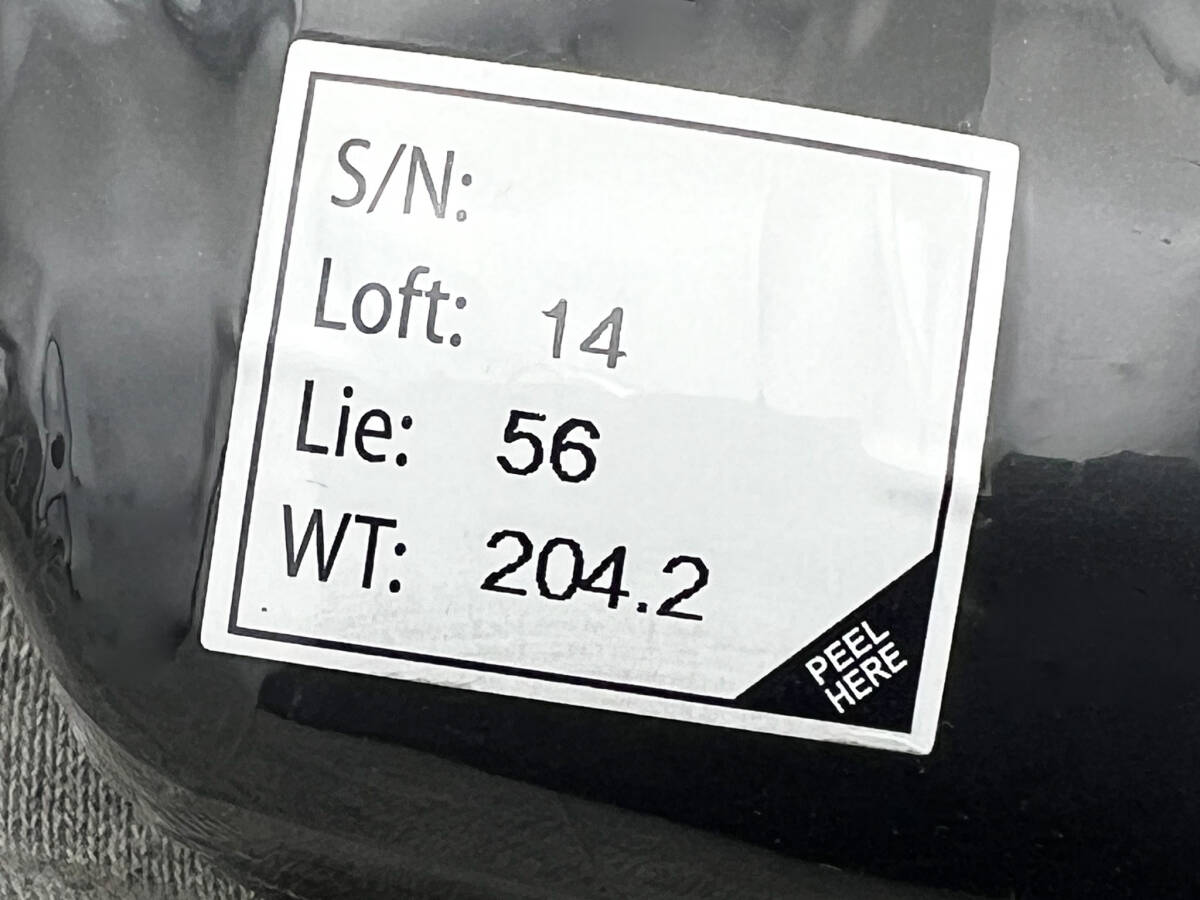 S/N:
Loft: 14
Lie: 56
WT: 204.2
PEEL
HERE